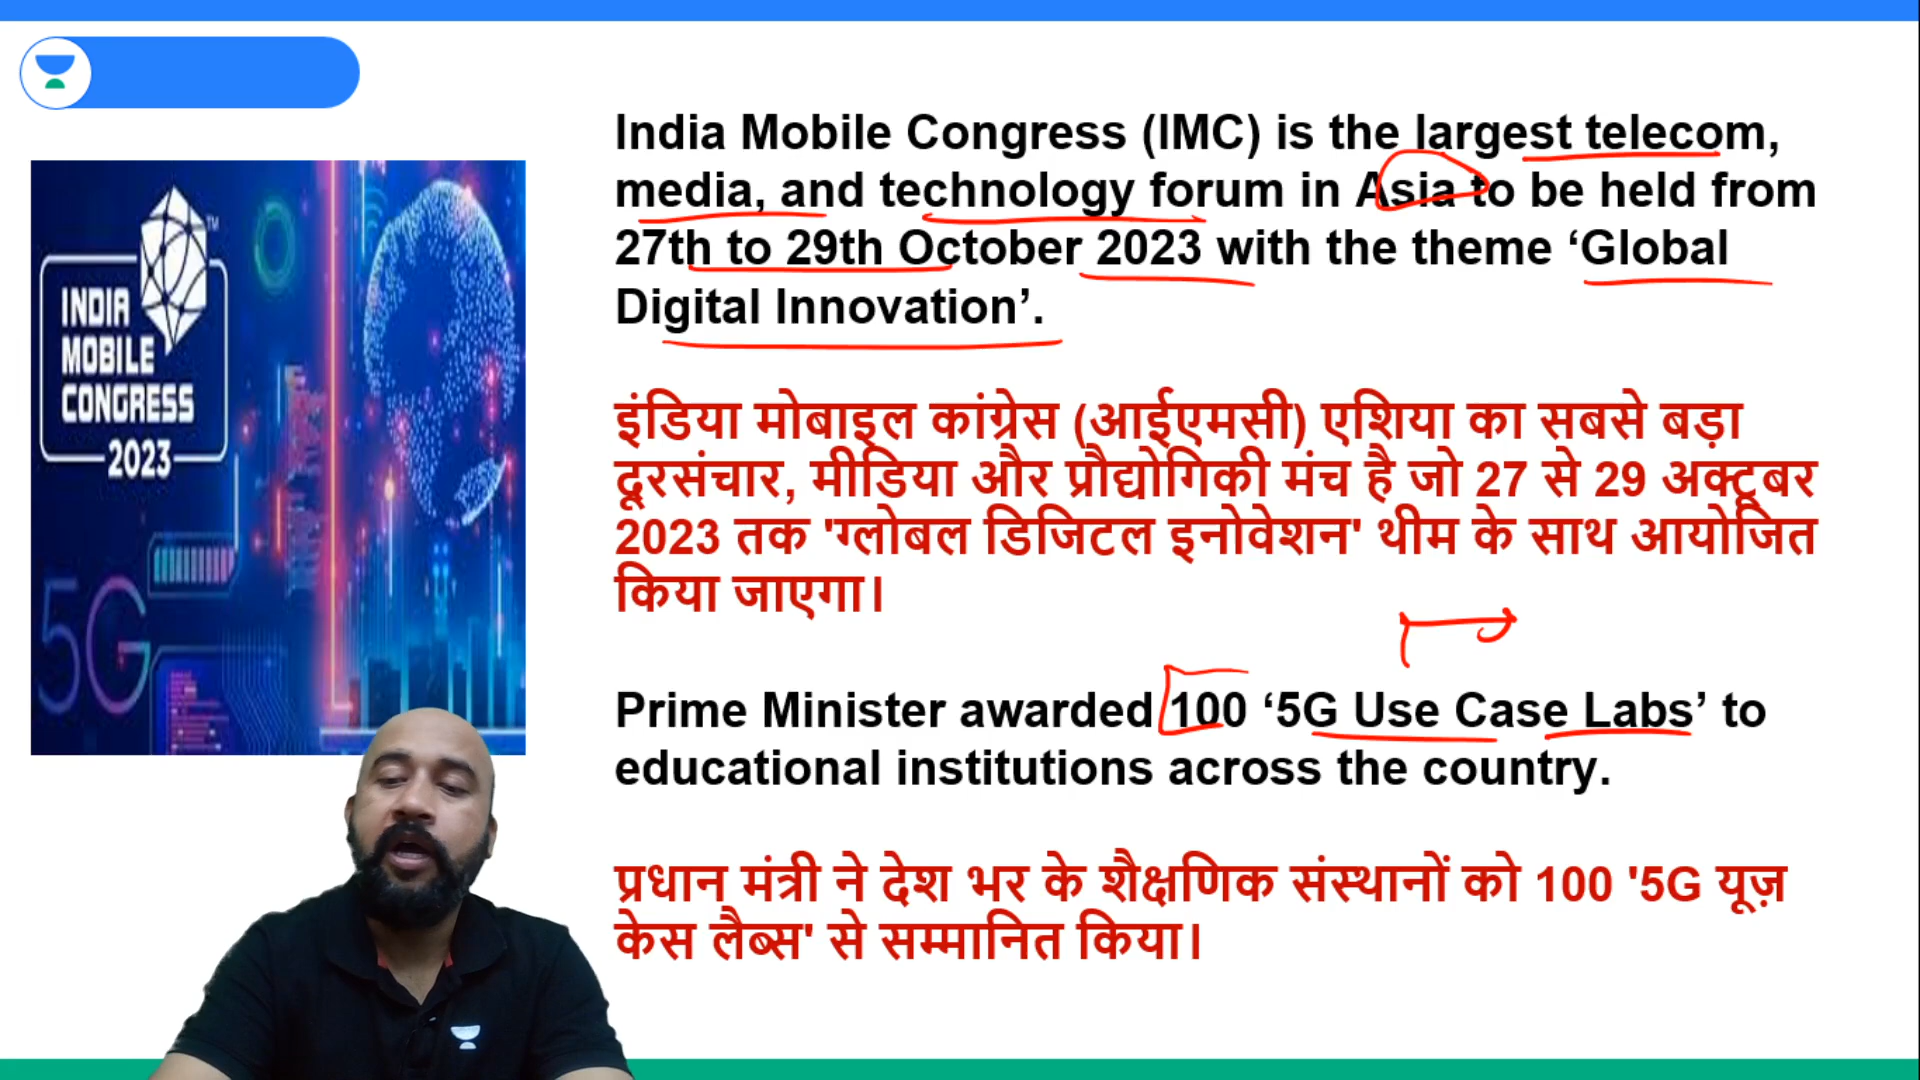 India Mobile Congress (IMC) is the largest telecom,
media, and technology forum in Asia to be held from
27th to 29th October 2023 with the theme ‘Global
Digital Innovation’.
इंडिया मोबाइल कांग्रेस (आईएमसी) एशिया का सबसे बड़ा
दूरसंचार, मीडिया और प्रौद्योगिकी मंच है जो 27 से 29 अक्टूबर
2023 तक 'ग्लोबल डिजिटल इनोवेशन' थीम के साथ आयोजित
किया जाएगा।
Prime Minister awarded 100 ‘5G Use Case Labs’ to
educational institutions across the country.
प्रधान मंत्री ने देश भर के शैक्षणिक संस्थानों को 100 '5G यूज़
केस लैब्स' से सम्मानित किया।
INDIA
MOBILE
CONGRESS
2023
TM
5G